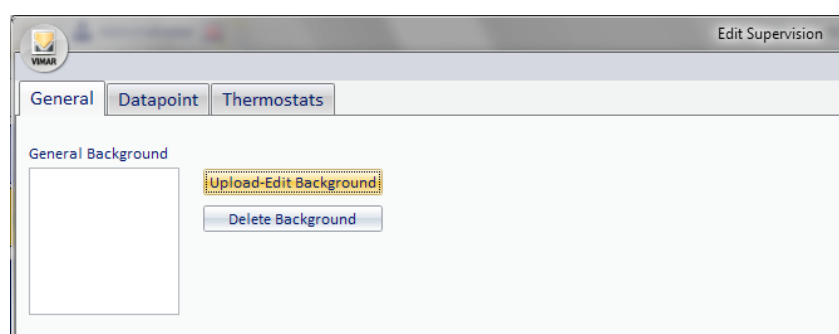 Edit Supervision
VIMAR
General Datapoint Thermostats
General Background
Upload-Edit Background
Delete Background